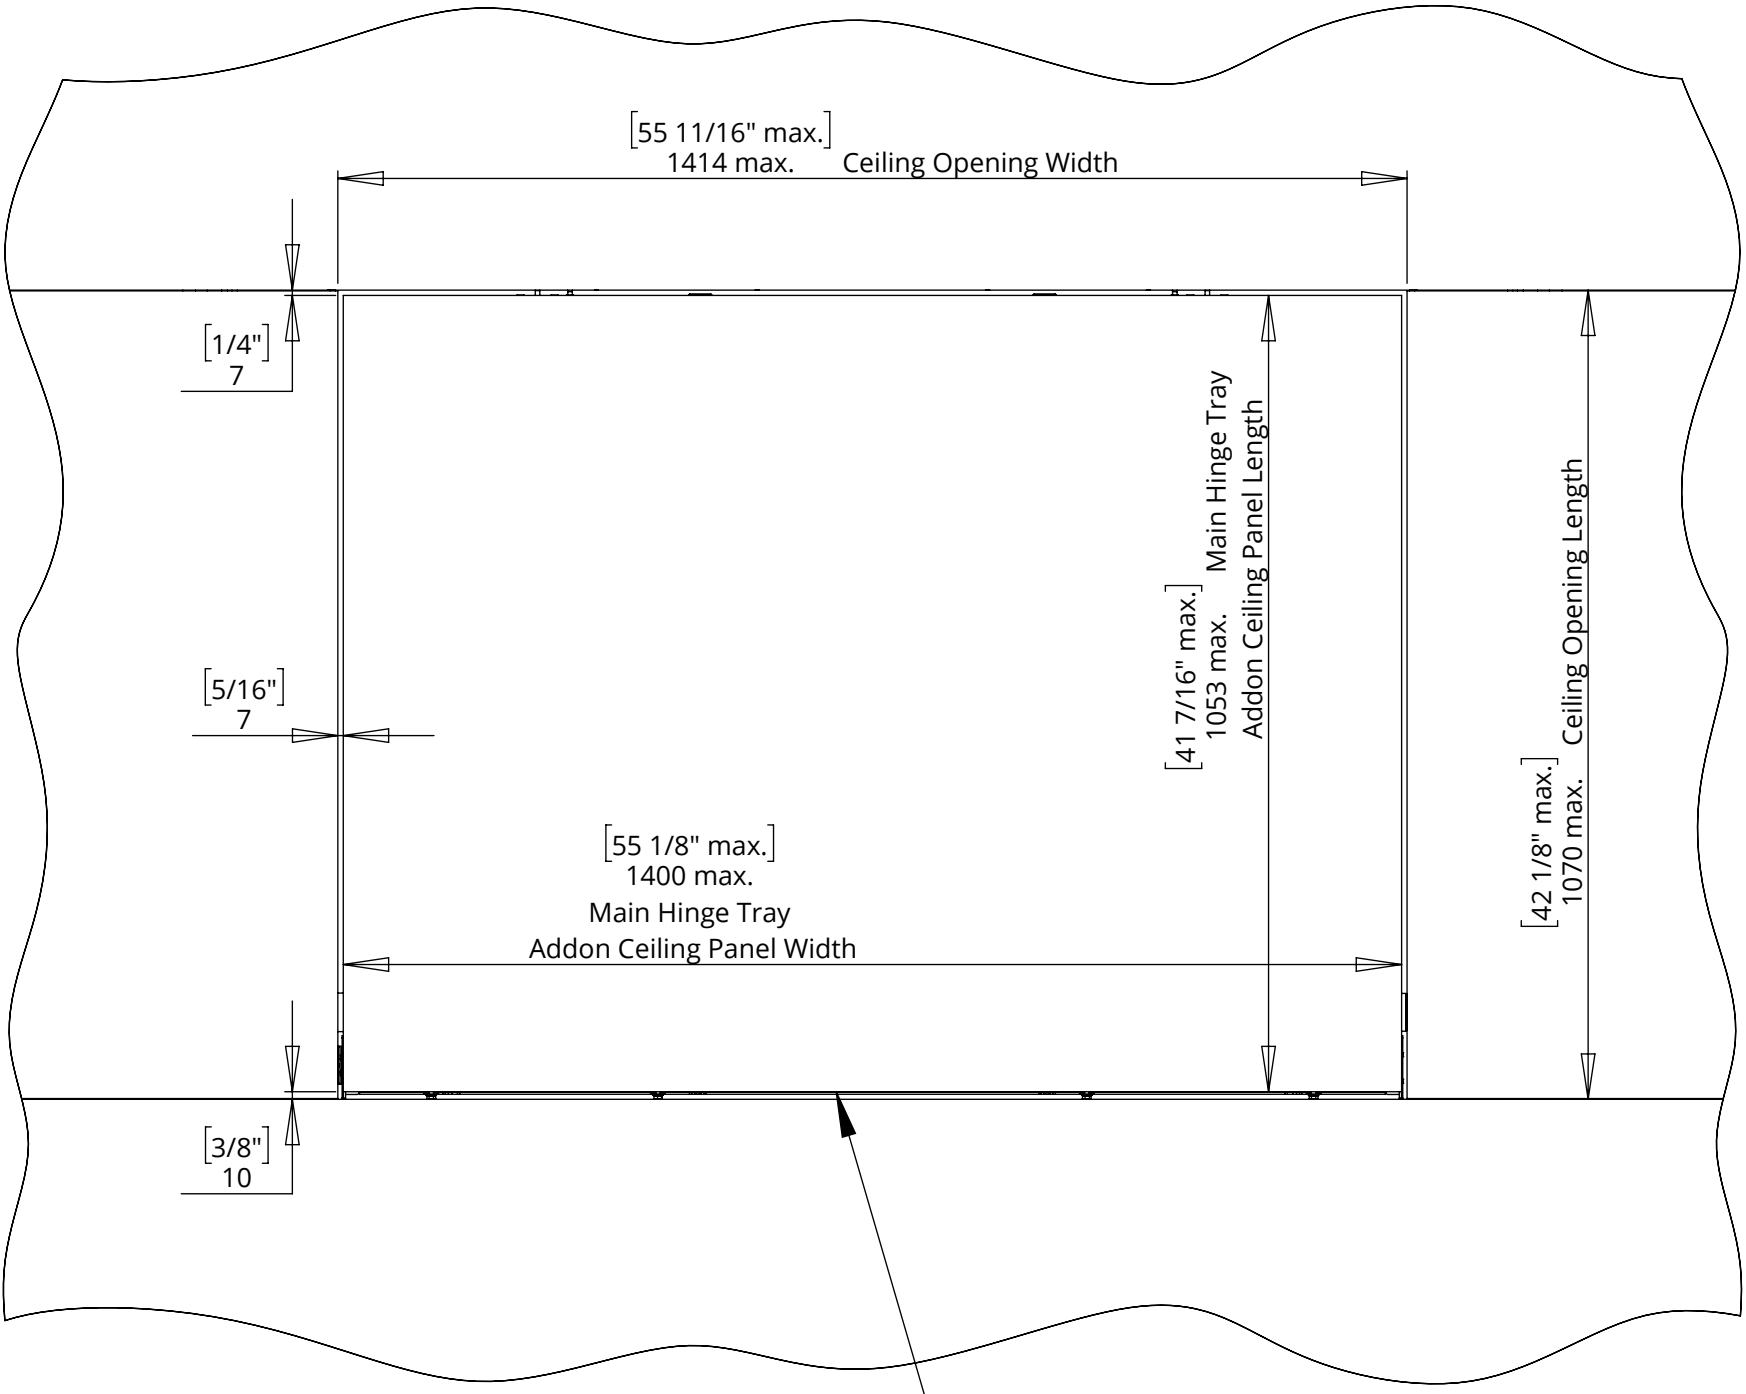 [55 11/16" max.]
1414 max. Ceiling Opening Width
[1/4"]
7
[5/16"]
7
[41 7/16" max.]
1053 max. Main Hinge Tray
Addon Ceiling Panel Length
[42 1/8" max.]
1070 max. Ceiling Opening Length
[55 1/8" max.]
1400 max.
Main Hinge Tray
Addon Ceiling Panel Width
[3/8"]
10